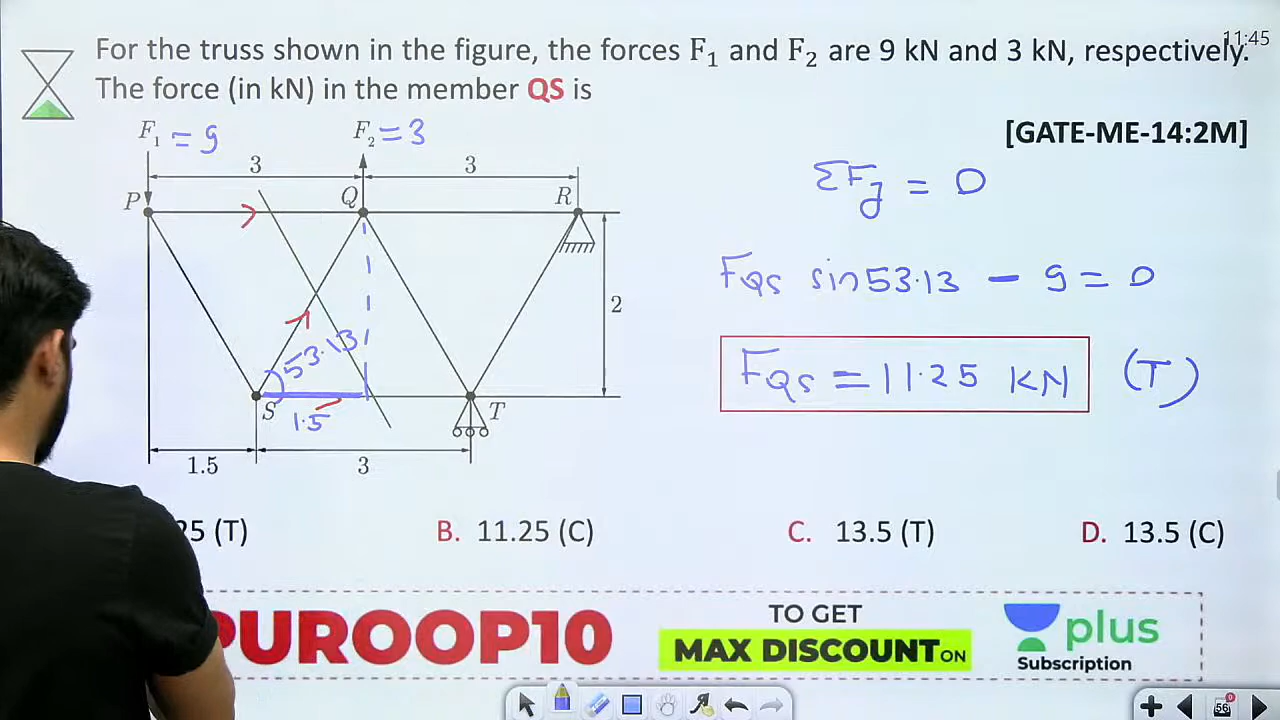 11:45
For the truss shown in the figure, the forces F₁ and F₂ are 9 kN and 3 kN, respectively.
The force (in kN) in the member QS is
[GATE-ME-14:2M]
F₁ = 9
F₂ = 3
3
3
P
Q
R
2
53.13
S
1.5
T
1.5
3
ΣFy = 0
FQS sin53.13 - 9 = 0
FQS = 11.25 KN (T)
25 (T)
B. 11.25 (C)
C. 13.5 (T)
D. 13.5 (C)
PUROOP10
TO GET
MAX DISCOUNT ON
plus
Subscription
56